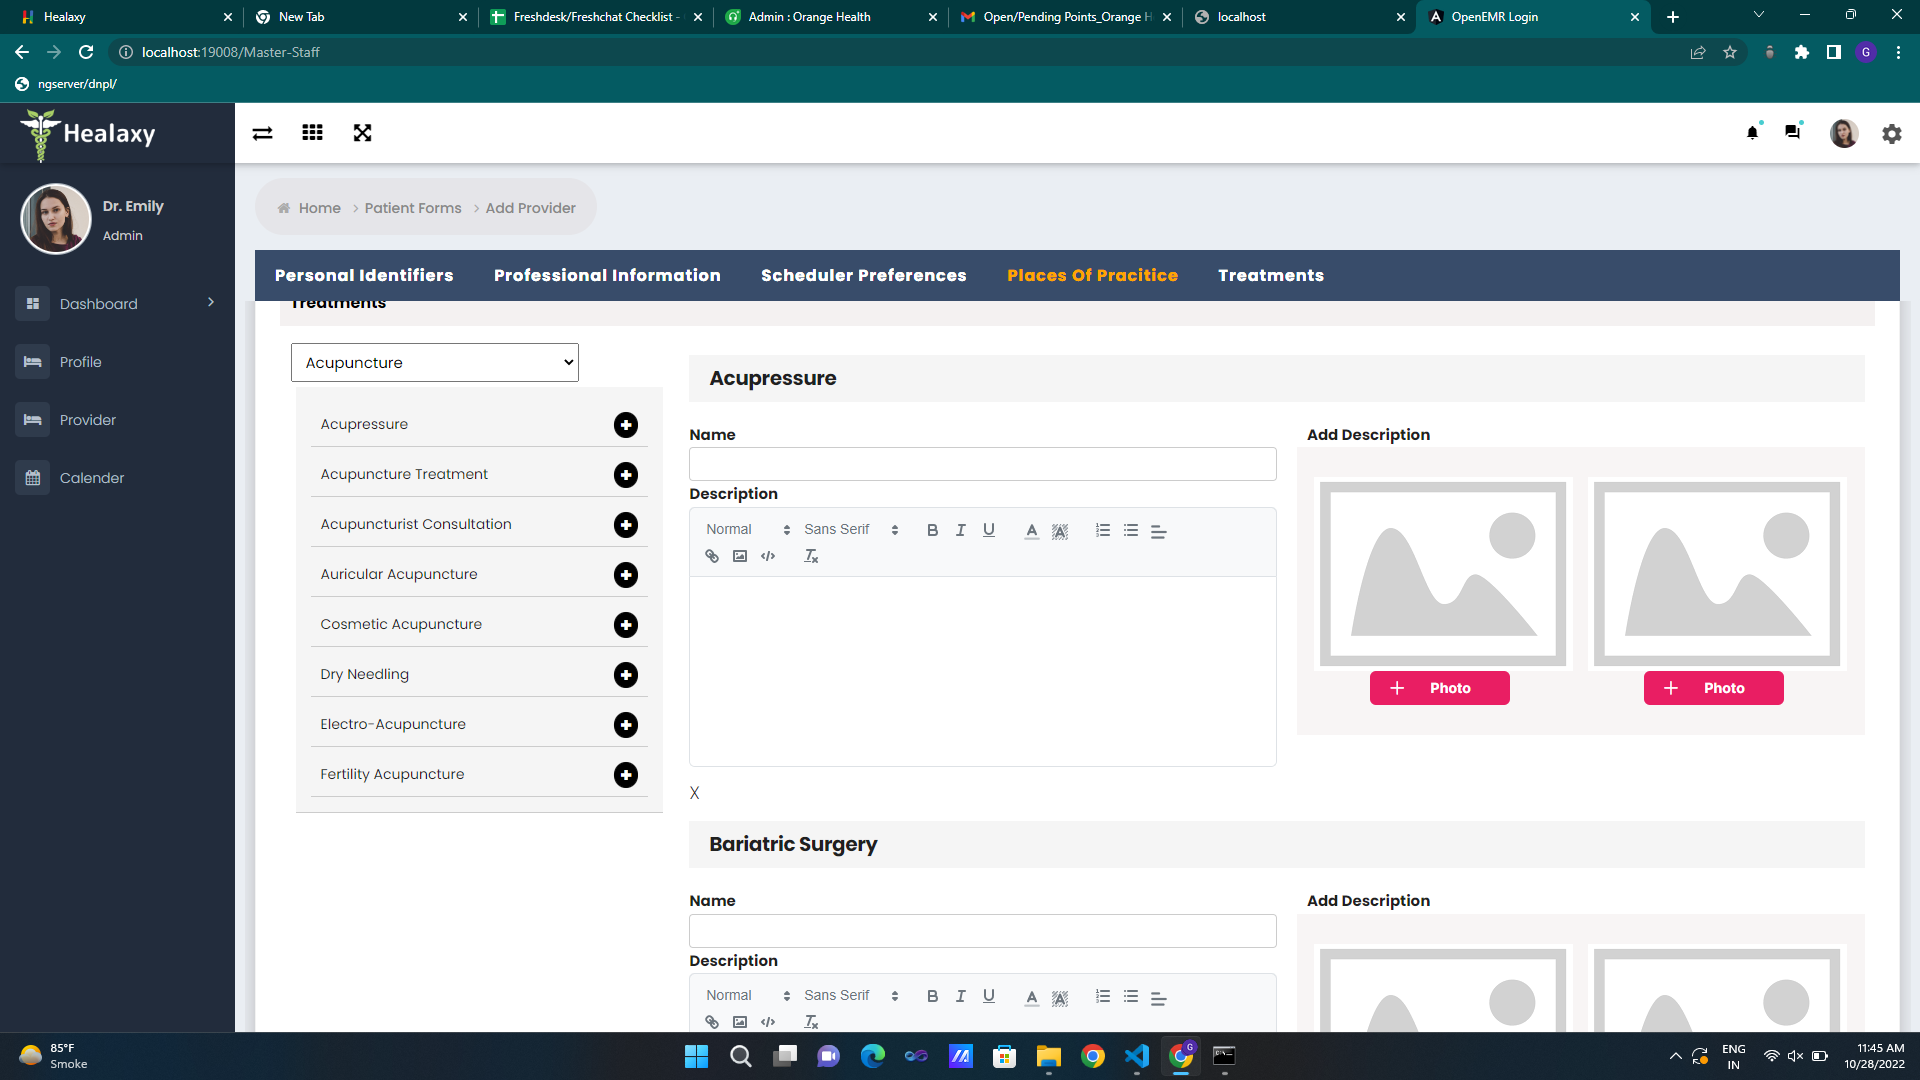 Healaxy
New Tab
Freshdesk/Freshchat Checklist -
Admin : Orange Health
Open/Pending Points_Orange H
localhost
OpenEMR Login
localhost:19008/Master-Staff
G
ngserver/dnpl/
Healaxy
Dr. Emily
Admin
Dashboard
Profile
Provider
Calender
Home > Patient Forms > Add Provider
Personal Identifiers
Professional Information
Scheduler Preferences
Places Of Pracitice
Treatments
Treatments
Acupuncture
Acupressure
Acupuncture Treatment
Acupuncturist Consultation
Auricular Acupuncture
Cosmetic Acupuncture
Dry Needling
Electro-Acupuncture
Fertility Acupuncture
Acupressure
Name
Description
Normal
Sans Serif
Add Description
Photo
Photo
X
Bariatric Surgery
Name
Description
Normal
Sans Serif
Add Description
85°F
Smoke
ENG
IN
11:45 AM
10/28/2022